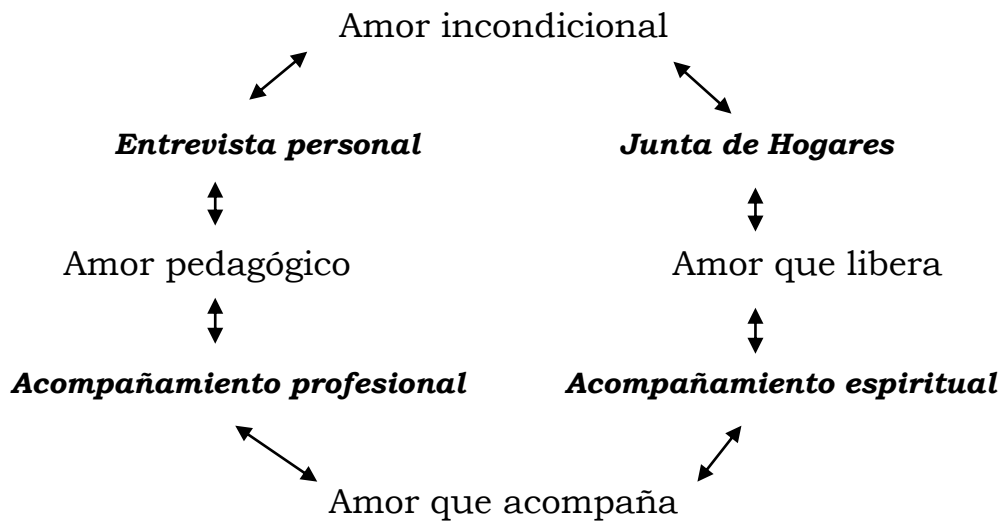 Amor incondicional
Entrevista personal
Junta de Hogares
Amor pedagógico
Amor que libera
Acompañamiento profesional
Acompañamiento espiritual
Amor que acompaña